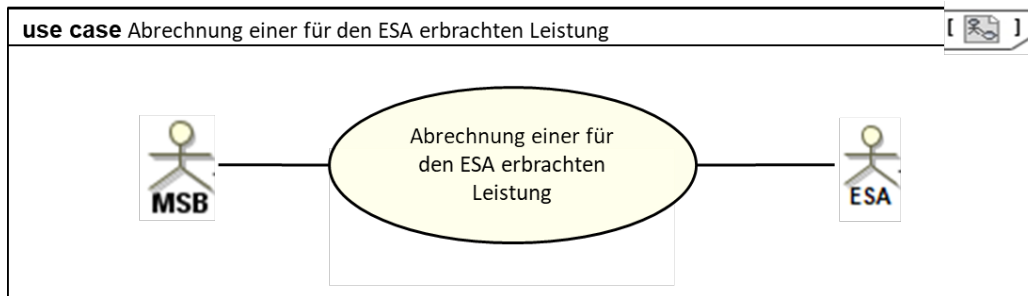 use case Abrechnung einer für den ESA erbrachten Leistung
[ ]
Abrechnung einer für
den ESA erbrachten
Leistung
MSB
ESA